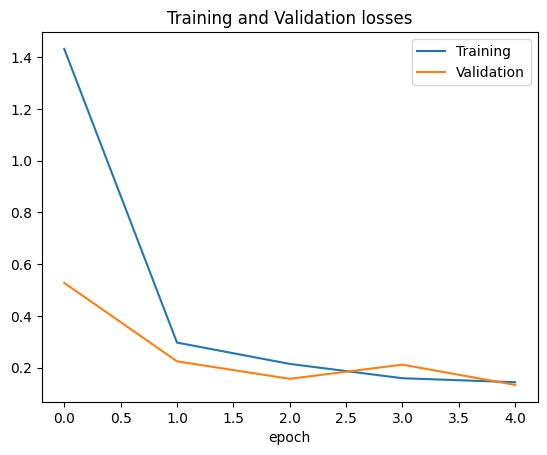 Training and Validation losses
Training
Validation
1.4
1.2
1.0
0.8
0.6
0.4
0.2
0.0 0.5 1.0 1.5 2.0 2.5 3.0 3.5 4.0
epoch